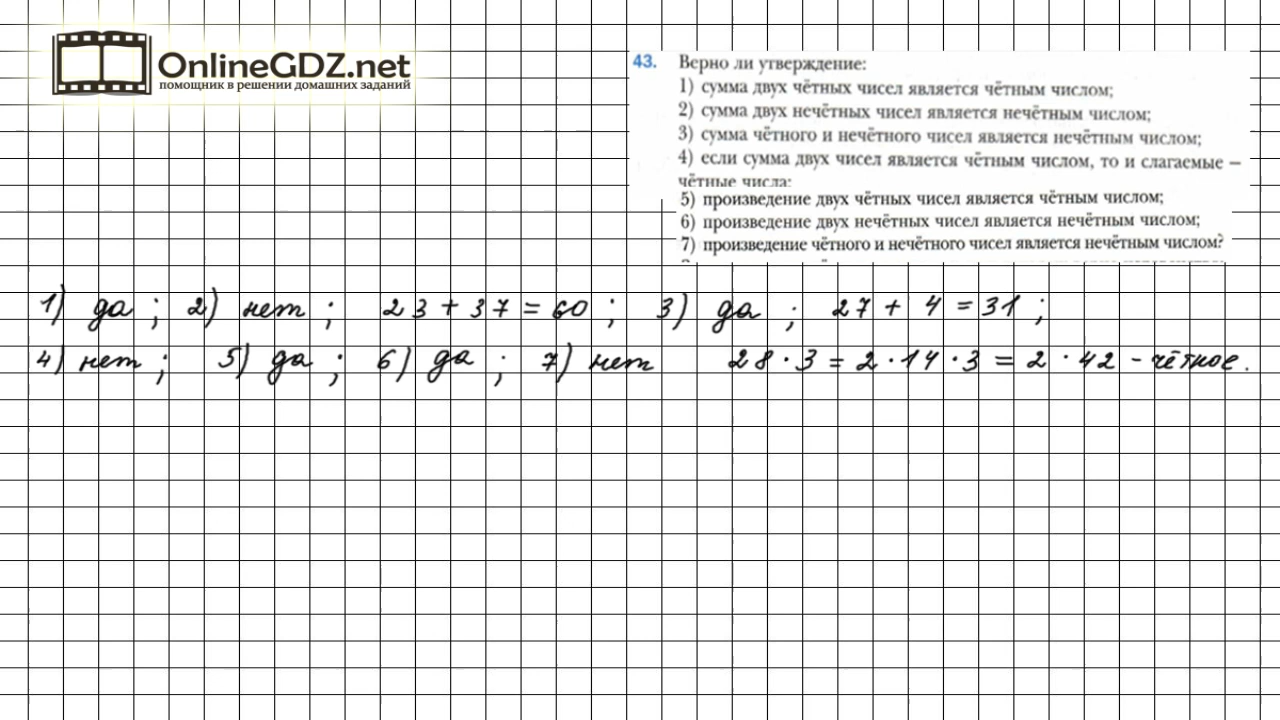 OnlineGDZ.net
помощник в решении домашних заданий
43. Верно ли утверждение:
1) сумма двух чётных чисел является чётным числом;
2) сумма двух нечётных чисел является нечётным числом;
3) сумма чётного и нечётного чисел является нечётным числом;
4) если сумма двух чисел является чётным числом, то и слагаемые –
чётные числа;
5) произведение двух чётных чисел является чётным числом;
6) произведение двух нечётных чисел является нечётным числом;
7) произведение чётного и нечётного чисел является нечётным числом?
1) да ; 2) нет ; 23 + 37 = 60 ; 3) да ; 27 + 4 = 31 ;
4) нет ; 5) да ; 6) да ; 7) нет 28 · 3 = 2 · 14 · 3 = 2 · 42 - чётное.